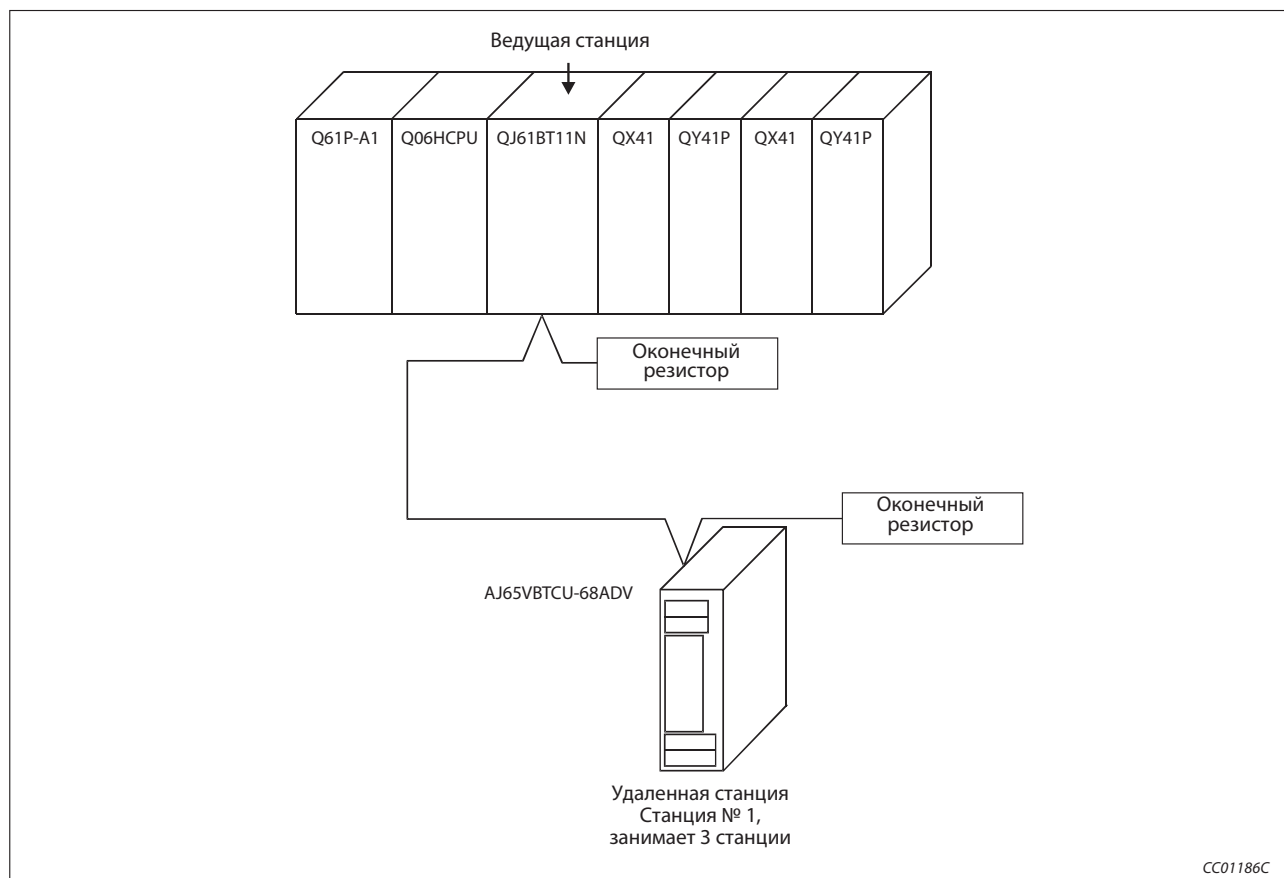 Ведущая станция
Q61P-A1 Q06HCPU QJ61BT11N QX41 QY41P QX41 QY41P
Оконечный
резистор
Оконечный
резистор
AJ65VBTCU-68ADV
Удаленная станция
Станция № 1,
занимает 3 станции
CC01186C